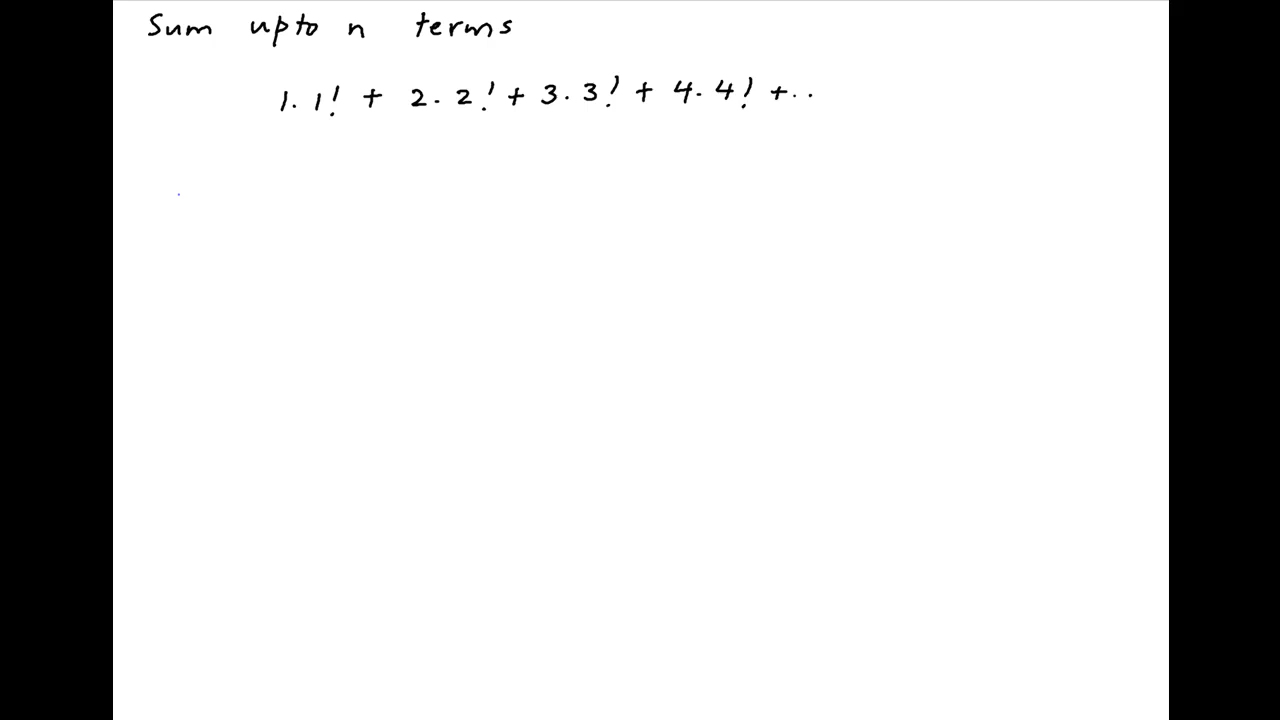 Sum upto n terms
1. 1! + 2. 2! + 3. 3! + 4. 4! + ..